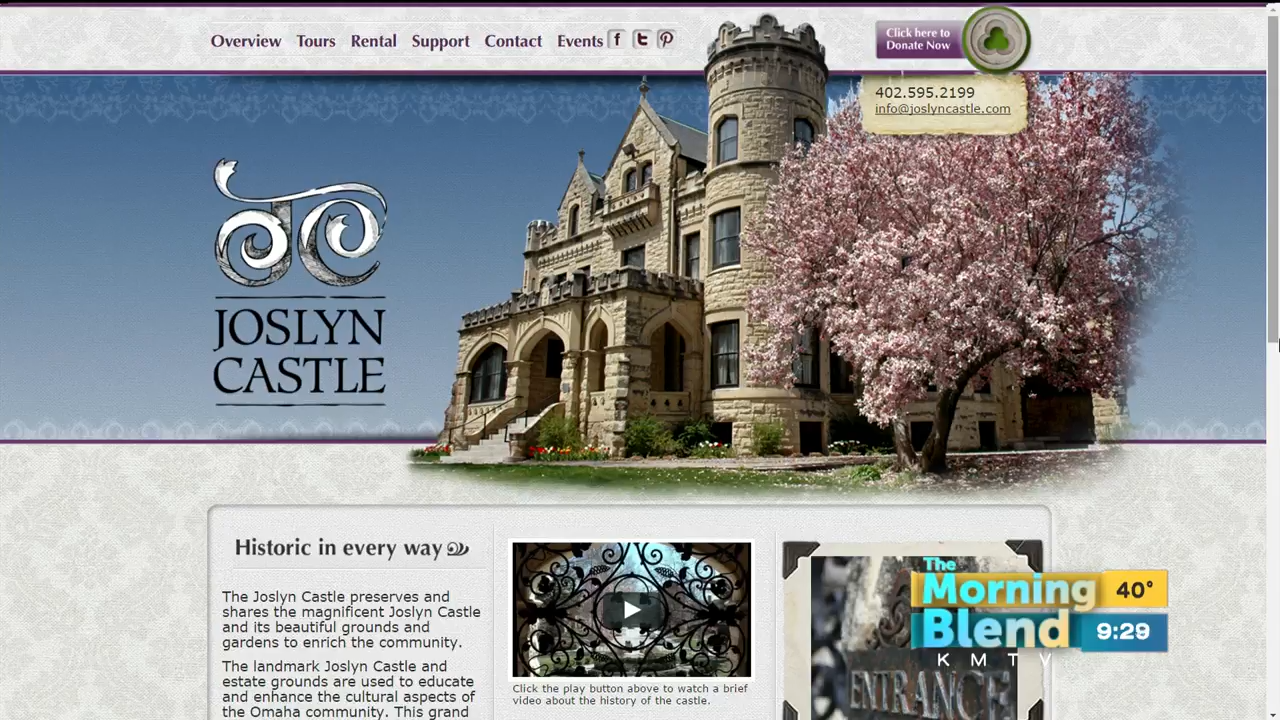 Overview Tours Rental Support Contact Events f t
Click here to
Donate Now
402.595.2199
info@joslyncastle.com
JOSLYN
CASTLE
Historic in every way
The Joslyn Castle preserves and
shares the magnificent Joslyn Castle
and its beautiful grounds and
gardens to enrich the community.
The landmark Joslyn Castle and
estate grounds are used to educate
and enhance the cultural aspects of
the Omaha community. This grand
Click the play button above to watch a brief
video about the history of the castle.
ENTRANCE
The
Morning
Blend
KMTV
40°
9:29